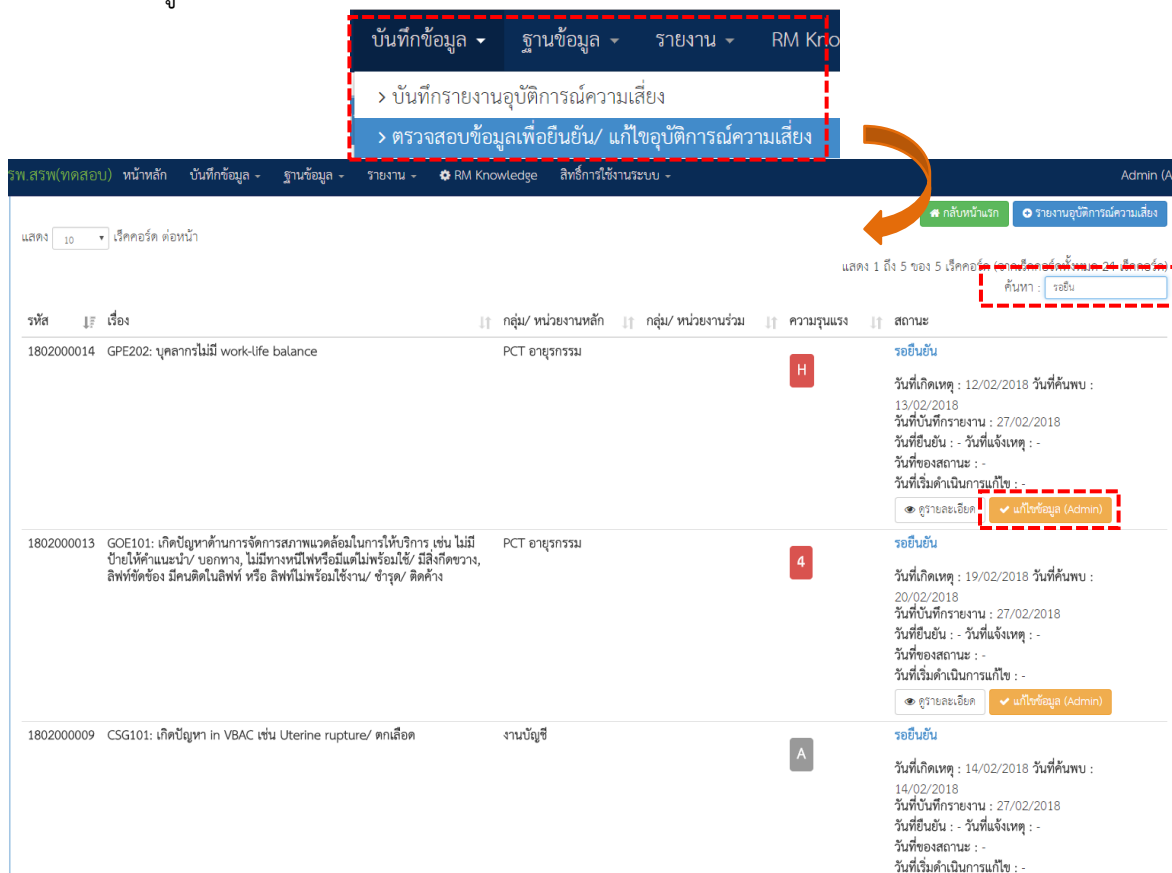 บันทึกข้อมูล ฐานข้อมูล รายงาน RM Kno
> บันทึกรายงานอุบัติการณ์ความเสี่ยง
> ตรวจสอบข้อมูลเพื่อยืนยัน/ แก้ไขอุบัติการณ์ความเสี่ยง
รพ.สรพ(ทดสอบ) หน้าหลัก บันทึกข้อมูล ฐานข้อมูล รายงาน RM Knowledge สิทธิ์การใช้งานระบบ Admin (A
กลับหน้าแรก รายงานอุบัติการณ์ความเสี่ยง
แสดง 10 เร็คคอร์ด ต่อหน้า
แสดง 1 ถึง 5 ของ 5 เร็คคอร์ด (จากเร็คคอร์ดทั้งหมด 21 เร็คคอร์ด)
ค้นหา : รอยืน
รหัส เรื่อง กลุ่ม/ หน่วยงานหลัก กลุ่ม/ หน่วยงานร่วม ความรุนแรง สถานะ
1802000014 GPE202: บุคลากรไม่มี work-life balance PCT อายุรกรรม H รอยืนยัน
วันที่เกิดเหตุ : 12/02/2018 วันที่ค้นพบ :
13/02/2018
วันที่บันทึกรายงาน : 27/02/2018
วันที่ยืนยัน : - วันที่แจ้งเหตุ : -
วันที่ของสถานะ : -
วันที่เริ่มดำเนินการแก้ไข : -
ดูรายละเอียด แก้ไขข้อมูล (Admin)
1802000013 GOE101: เกิดปัญหาด้านการจัดการสภาพแวดล้อมในการให้บริการ เช่น ไม่มี PCT อายุรกรรม 4 รอยืนยัน
ป้ายให้คำแนะนำ/ บอกทาง, ไม่มีทางหนีไฟหรือมีแต่ไม่พร้อมใช้/ มีสิ่งกีดขวาง,
ลิฟท์ขัดข้อง มีคนติดในลิฟท์ หรือ ลิฟท์ไม่พร้อมใช้งาน/ ชำรุด/ ติดค้าง
วันที่เกิดเหตุ : 19/02/2018 วันที่ค้นพบ :
20/02/2018
วันที่บันทึกรายงาน : 27/02/2018
วันที่ยืนยัน : - วันที่แจ้งเหตุ : -
วันที่ของสถานะ : -
วันที่เริ่มดำเนินการแก้ไข : -
ดูรายละเอียด แก้ไขข้อมูล (Admin)
1802000009 CSG101: เกิดปัญหา in VBAC เช่น Uterine rupture/ ตกเลือด งานบัญชี A รอยืนยัน
วันที่เกิดเหตุ : 14/02/2018 วันที่ค้นพบ :
14/02/2018
วันที่บันทึกรายงาน : 27/02/2018
วันที่ยืนยัน : - วันที่แจ้งเหตุ : -
วันที่ของสถานะ : -
วันที่เริ่มดำเนินการแก้ไข : -